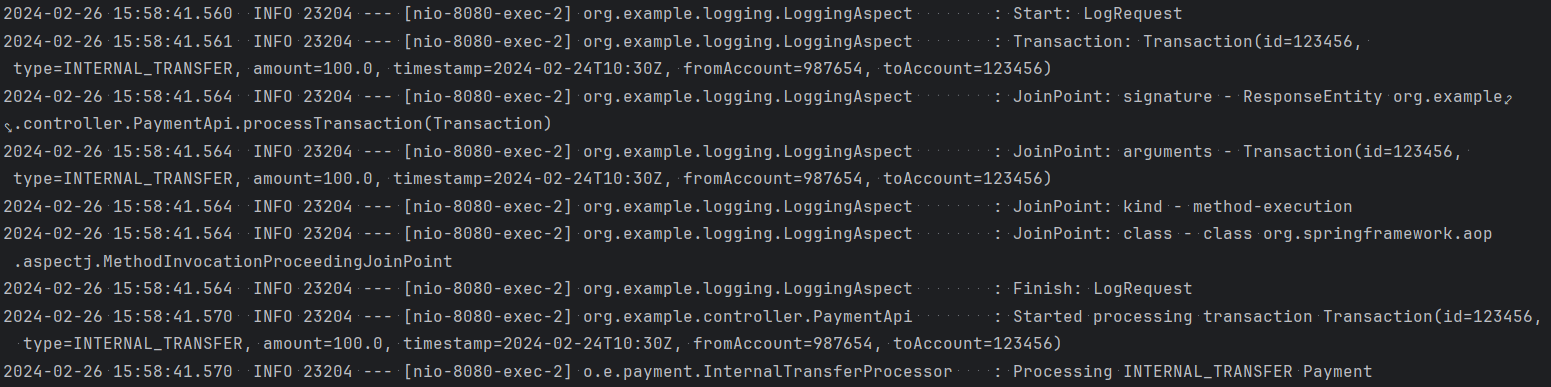 2024-02-26 15:58:41.560  INFO 23204 --- [nio-8080-exec-2] org.example.logging.LoggingAspect        : Start: LogRequest
2024-02-26 15:58:41.561  INFO 23204 --- [nio-8080-exec-2] org.example.logging.LoggingAspect        : Transaction: Transaction(id=123456,
type=INTERNAL_TRANSFER, amount=100.0, timestamp=2024-02-24T10:30Z, fromAccount=987654, toAccount=123456)
2024-02-26 15:58:41.564  INFO 23204 --- [nio-8080-exec-2] org.example.logging.LoggingAspect        : JoinPoint: signature - ResponseEntity org.example
.controller.PaymentApi.processTransaction(Transaction)
2024-02-26 15:58:41.564  INFO 23204 --- [nio-8080-exec-2] org.example.logging.LoggingAspect        : JoinPoint: arguments - Transaction(id=123456,
type=INTERNAL_TRANSFER, amount=100.0, timestamp=2024-02-24T10:30Z, fromAccount=987654, toAccount=123456)
2024-02-26 15:58:41.564  INFO 23204 --- [nio-8080-exec-2] org.example.logging.LoggingAspect        : JoinPoint: kind - method-execution
2024-02-26 15:58:41.564  INFO 23204 --- [nio-8080-exec-2] org.example.logging.LoggingAspect        : JoinPoint: class - class org.springframework.aop
.aspectj.MethodInvocationProceedingJoinPoint
2024-02-26 15:58:41.564  INFO 23204 --- [nio-8080-exec-2] org.example.logging.LoggingAspect        : Finish: LogRequest
2024-02-26 15:58:41.570  INFO 23204 --- [nio-8080-exec-2] org.example.controller.PaymentApi        : Started processing transaction Transaction(id=123456,
type=INTERNAL_TRANSFER, amount=100.0, timestamp=2024-02-24T10:30Z, fromAccount=987654, toAccount=123456)
2024-02-26 15:58:41.570  INFO 23204 --- [nio-8080-exec-2] o.e.payment.InternalTransferProcessor    : Processing INTERNAL_TRANSFER Payment